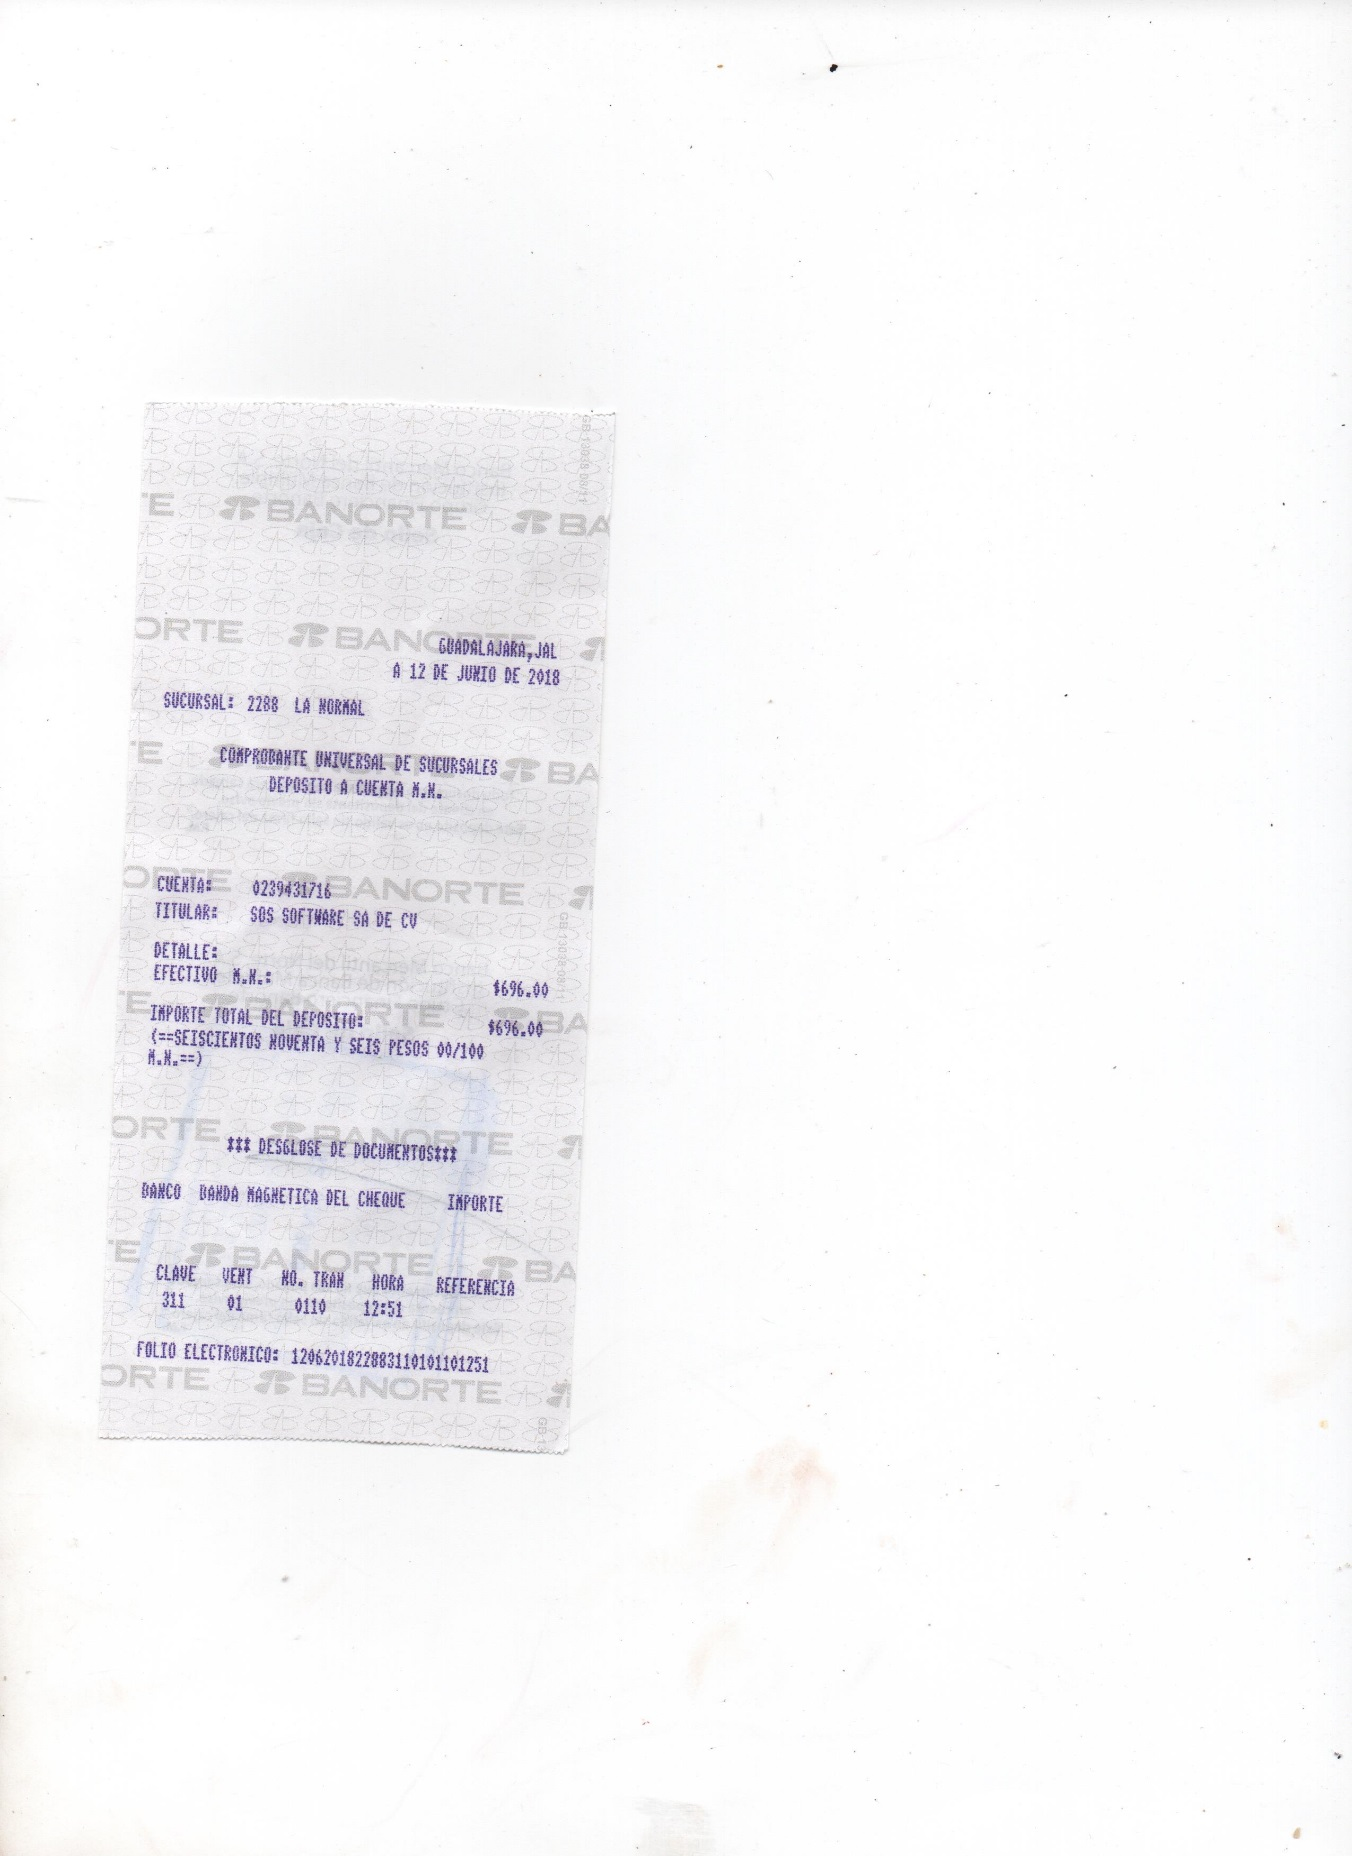 BANORTE
GUADALAJARA,JAL
A 12 DE JUNIO DE 2018
SUCURSAL: 2288 LA NORMAL
COMPROBANTE UNIVERSAL DE SUCURSALES
DEPOSITO A CUENTA M.N.
CUENTA: 0239431716
TITULAR: SOS SOFTWARE SA DE CV
DETALLE:
EFECTIVO M.N.: $696.00
IMPORTE TOTAL DEL DEPOSITO: $696.00
(==SEISCIENTOS NOVENTA Y SEIS PESOS 00/100
M.N.==)
*** DESGLOSE DE DOCUMENTOS***
BANCO BANDA MAGNETICA DEL CHEQUE IMPORTE
CLAVE VENT NO. TRAN HORA REFERENCIA
311 01 0110 12:51
FOLIO ELECTRONICO: 1206201822883110101101251